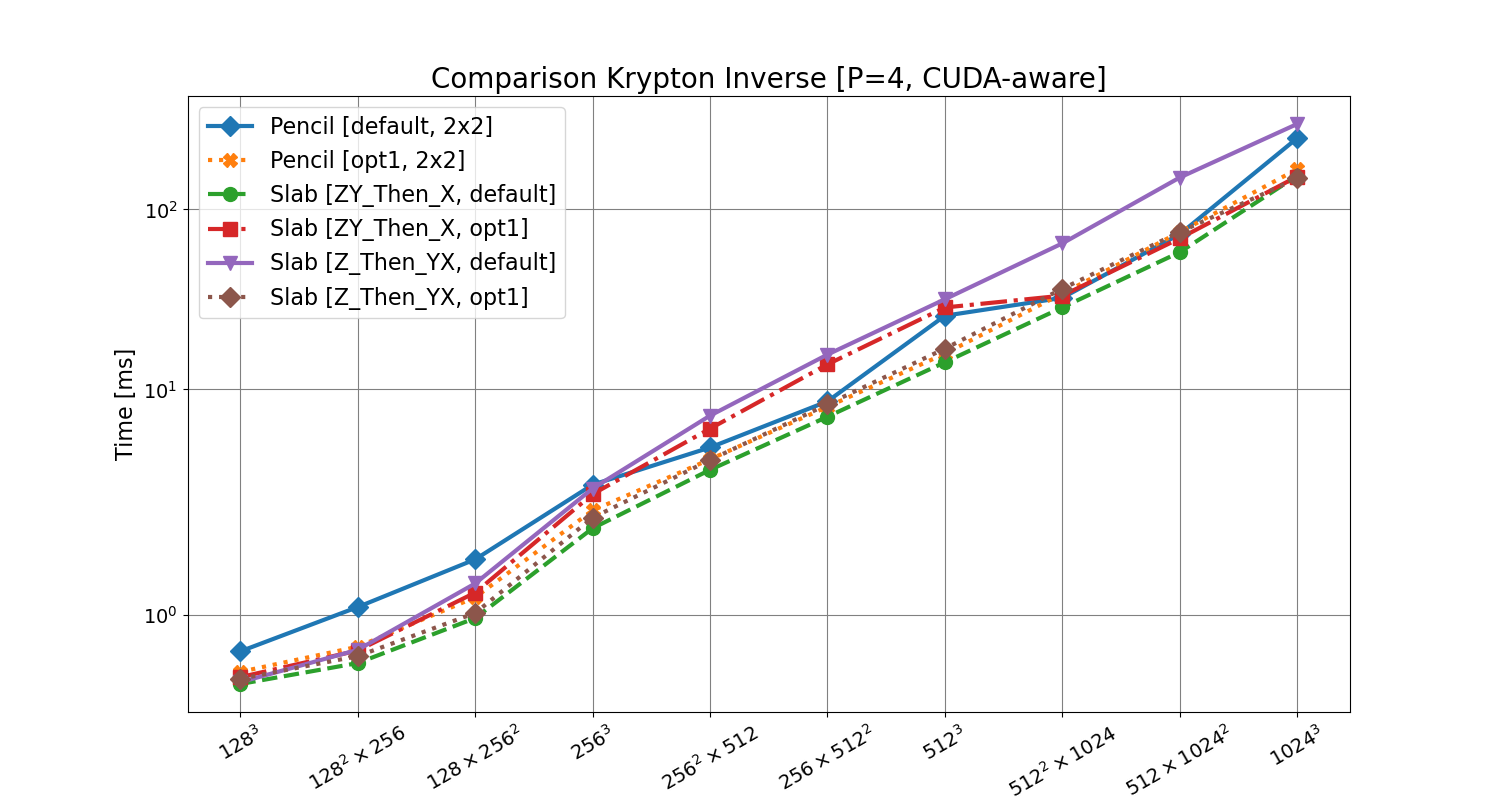 Comparison Krypton Inverse [P=4, CUDA-aware]
Pencil [default, 2x2]
Pencil [opt1, 2x2]
Slab [ZY_Then_X, default]
Slab [ZY_Then_X, opt1]
Slab [Z_Then_YX, default]
Slab [Z_Then_YX, opt1]
Time [ms]
10²
10¹
10⁰
128³
128² × 256
128 × 256²
256³
256² × 512
256 × 512²
512³
512² × 1024
512 × 1024²
1024³